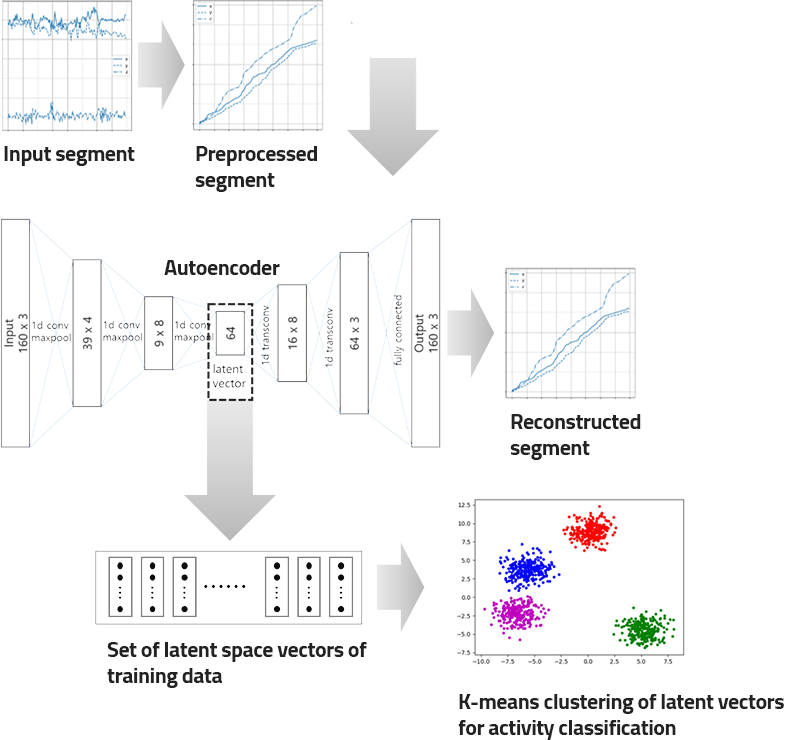 x
y
z
x
y
z
Input segment
Preprocessed
segment
Autoencoder
Input
160 x 3
1d conv
maxpool
39 x 4
1d conv
maxpool
9 x 8
1d conv
maxpool
64
latent
vector
1d transconv
16 x 8
1d transconv
64 x 3
fully connected
Output
160 x 3
x
y
z
Reconstructed
segment
Set of latent space vectors of
training data
12.5
10.0
7.5
5.0
2.5
0.0
−2.5
−5.0
−7.5
−10.0 −7.5 −5.0 −2.5 0.0 2.5 5.0 7.5
K-means clustering of latent vectors
for activity classification